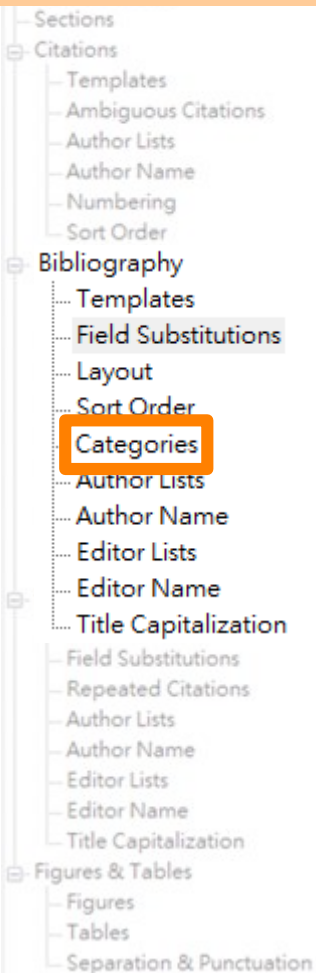 Sections
Citations
Templates
Ambiguous Citations
Author Lists
Author Name
Numbering
Sort Order
Bibliography
Templates
Field Substitutions
Layout
Sort Order
Categories
Author Lists
Author Name
Editor Lists
Editor Name
Title Capitalization
Field Substitutions
Repeated Citations
Author Lists
Author Name
Editor Lists
Editor Name
Title Capitalization
Figures & Tables
Figures
Tables
Separation & Punctuation